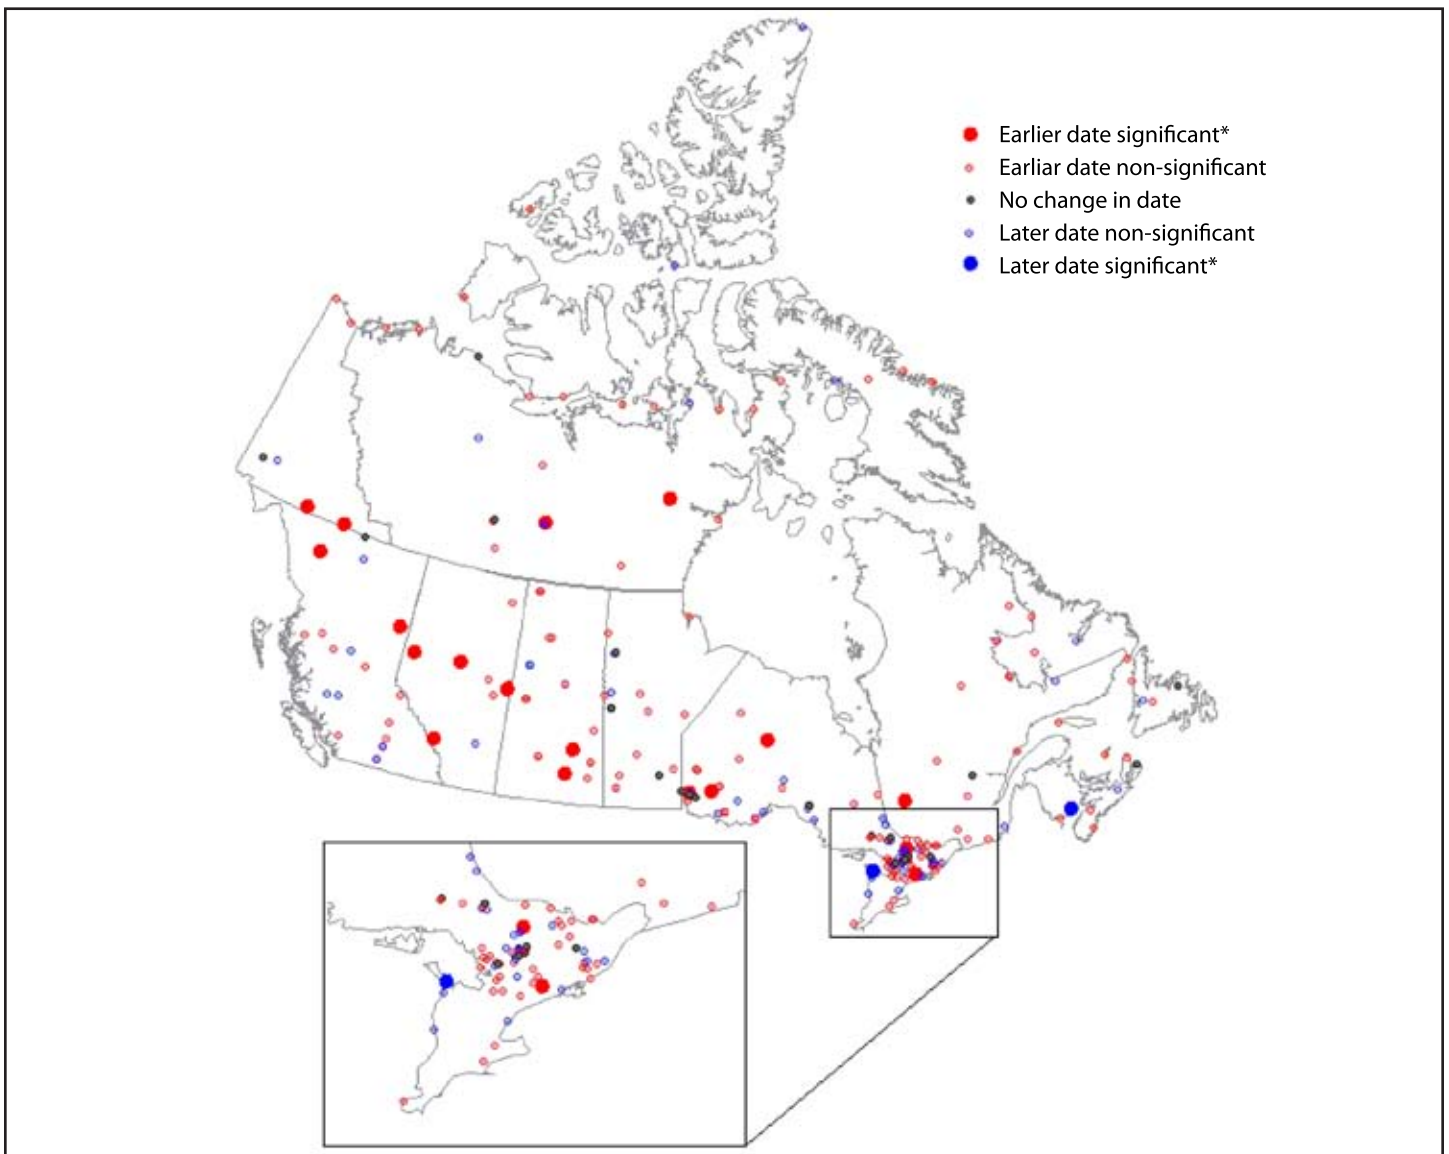 Earlier date significant*
Earliar date non-significant
No change in date
Later date non-significant
Later date significant*